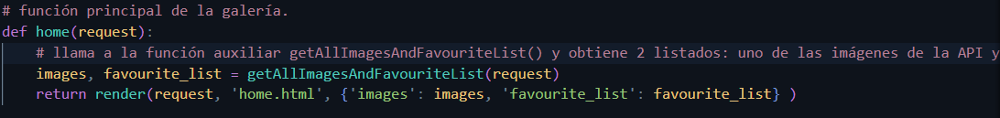 # función principal de la galería.
def home(request):
    # llama a la función auxiliar getAllImagesAndFavouriteList() y obtiene 2 listados: uno de las imágenes de la API y
    images, favourite_list = getAllImagesAndFavouriteList(request)
    return render(request, 'home.html', {'images': images, 'favourite_list': favourite_list} )